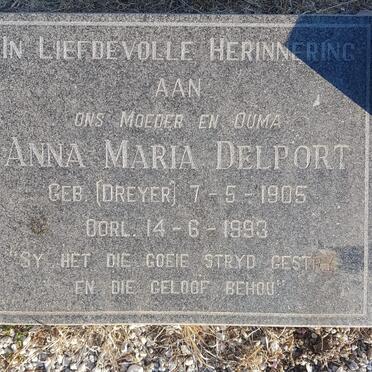 IN LIEFDEVOLLE HERINNERING
AAN
ONS MOEDER EN OUMA
ANNA MARIA DELPORT
GEB. (DREYER) 7-5-1905
OORL. 14-6-1993
"SY HET DIE GOEIE STRYD GESTRY
EN DIE GELOOF BEHOU"